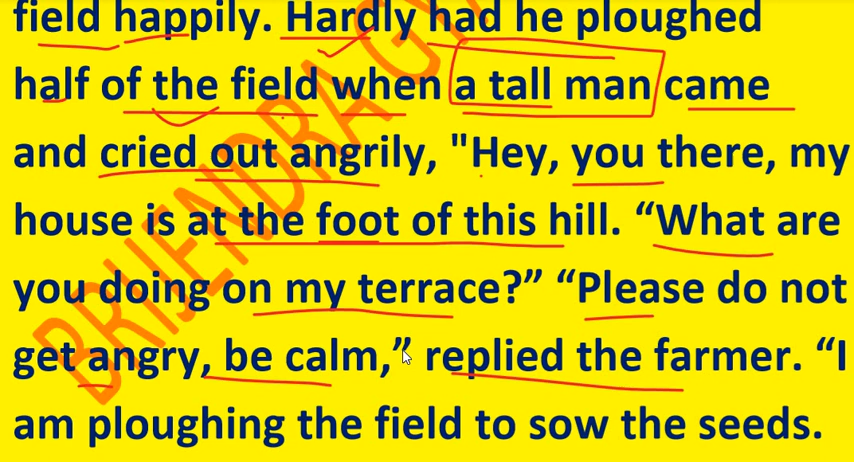 field happily. Hardly had he ploughed
half of the field when a tall man came
and cried out angrily, "Hey, you there, my
house is at the foot of this hill. “What are
you doing on my terrace?” “Please do not
get angry, be calm,” replied the farmer. “I
am ploughing the field to sow the seeds.
BRIJENDRA